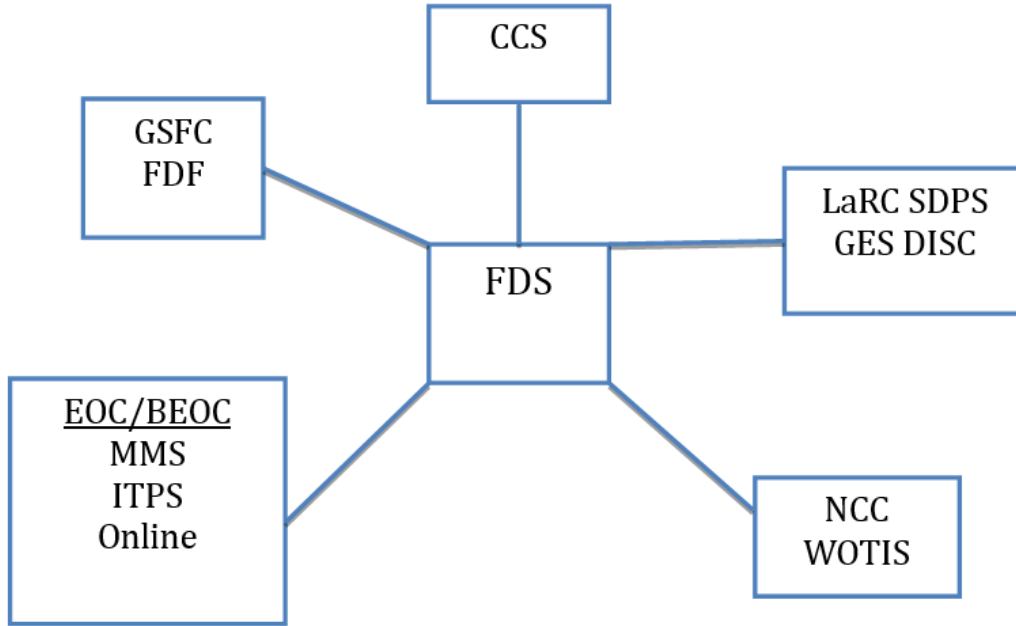 CCS
GSFC
FDF
LaRC SDPS
GES DISC
FDS
EOC/BEOC
MMS
ITPS
Online
NCC
WOTIS